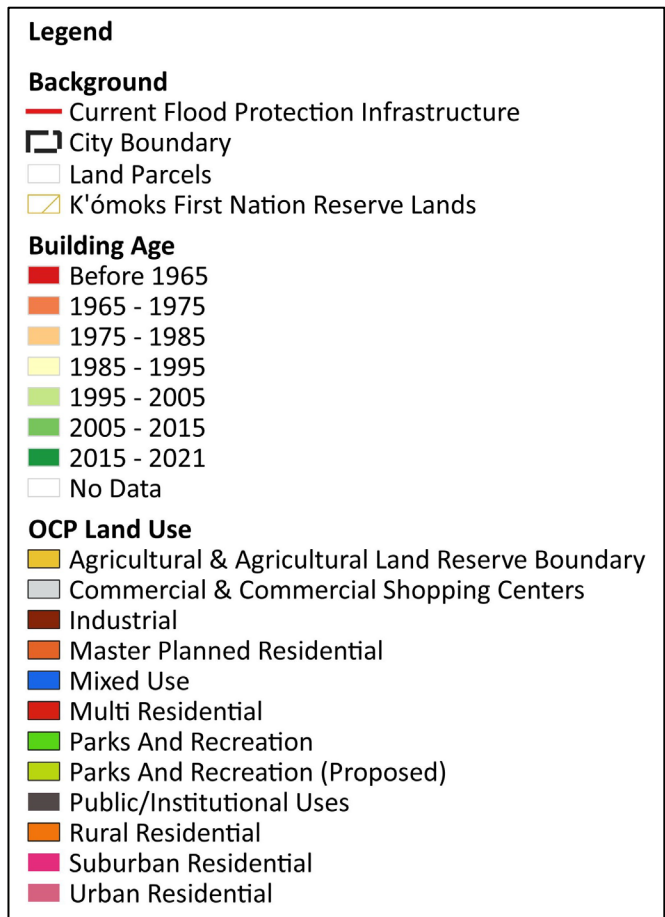 Legend
Background
Current Flood Protection Infrastructure
City Boundary
Land Parcels
K'ómoks First Nation Reserve Lands
Building Age
Before 1965
1965 - 1975
1975 - 1985
1985 - 1995
1995 - 2005
2005 - 2015
2015 - 2021
No Data
OCP Land Use
Agricultural & Agricultural Land Reserve Boundary
Commercial & Commercial Shopping Centers
Industrial
Master Planned Residential
Mixed Use
Multi Residential
Parks And Recreation
Parks And Recreation (Proposed)
Public/Institutional Uses
Rural Residential
Suburban Residential
Urban Residential